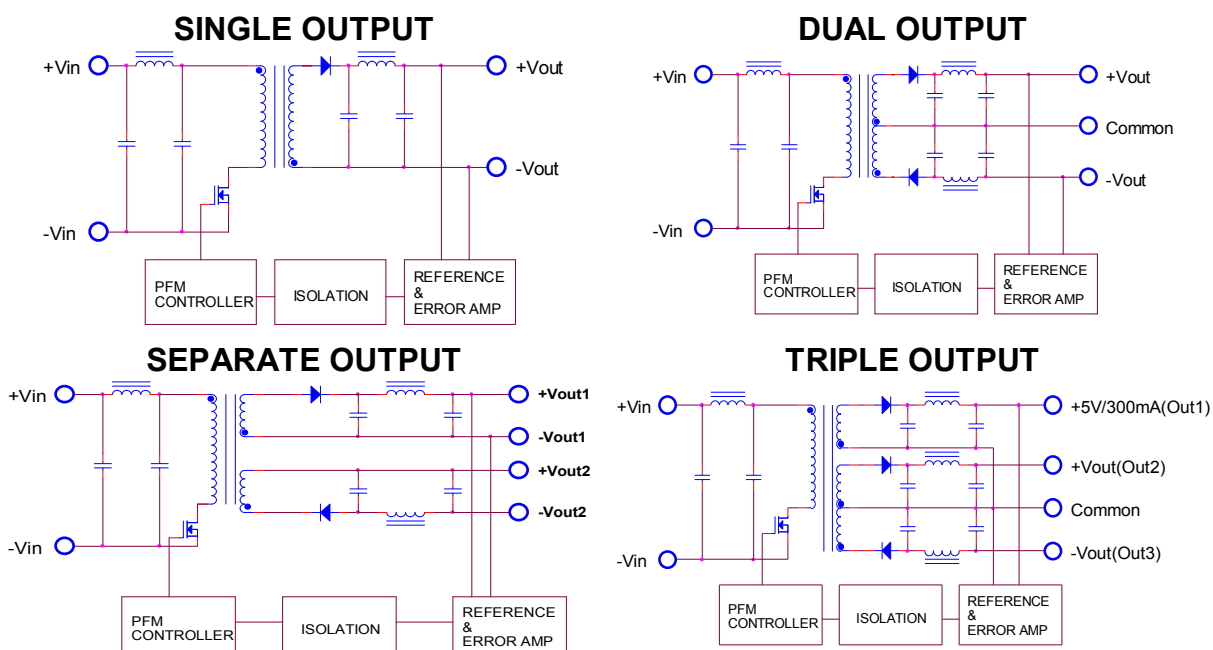 SINGLE OUTPUT
+Vin
+Vout
-Vout
-Vin
PFM
CONTROLLER
ISOLATION
REFERENCE
&
ERROR AMP
DUAL OUTPUT
+Vin
+Vout
Common
-Vout
-Vin
PFM
CONTROLLER
ISOLATION
REFERENCE
&
ERROR AMP
SEPARATE OUTPUT
+Vin
+Vout1
-Vout1
+Vout2
-Vout2
-Vin
PFM
CONTROLLER
ISOLATION
REFERENCE
&
ERROR AMP
TRIPLE OUTPUT
+Vin
+5V/300mA(Out1)
+Vout(Out2)
Common
-Vout(Out3)
-Vin
PFM
CONTROLLER
ISOLATION
REFERENCE
&
ERROR AMP